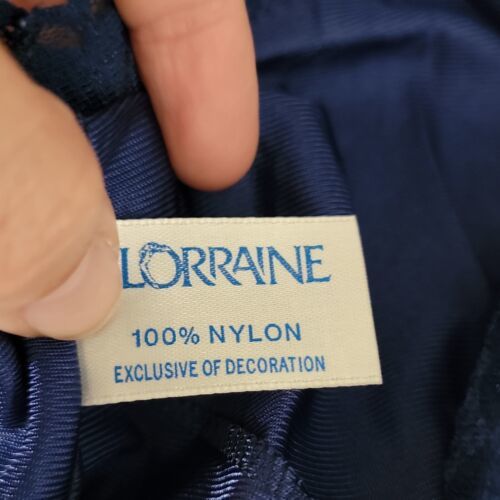 LORRAINE
100% NYLON
EXCLUSIVE OF DECORATION